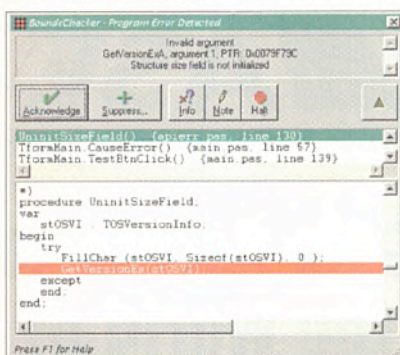 BoundsChecker - Program Error Detected
Invalid argument
GetVersionExA, argument 1, PTR: 0x0079F79C
Structure size field is not initialized
Acknowledge Suppress... Info Note Halt
UninitSizeField() {apierr.pas, line 130}
TformMain.CauseError() {main.pas, line 57}
TformMain.TestBtnClick() {main.pas, line 139}
*)
procedure UninitSizeField;
var
stOSVI : TOSVersionInfo;
begin
try
FillChar (stOSVI, Sizeof(stOSVI), 0 );
GetVersionEx(stOSVI);
except
end;
end;
Press F1 for Help